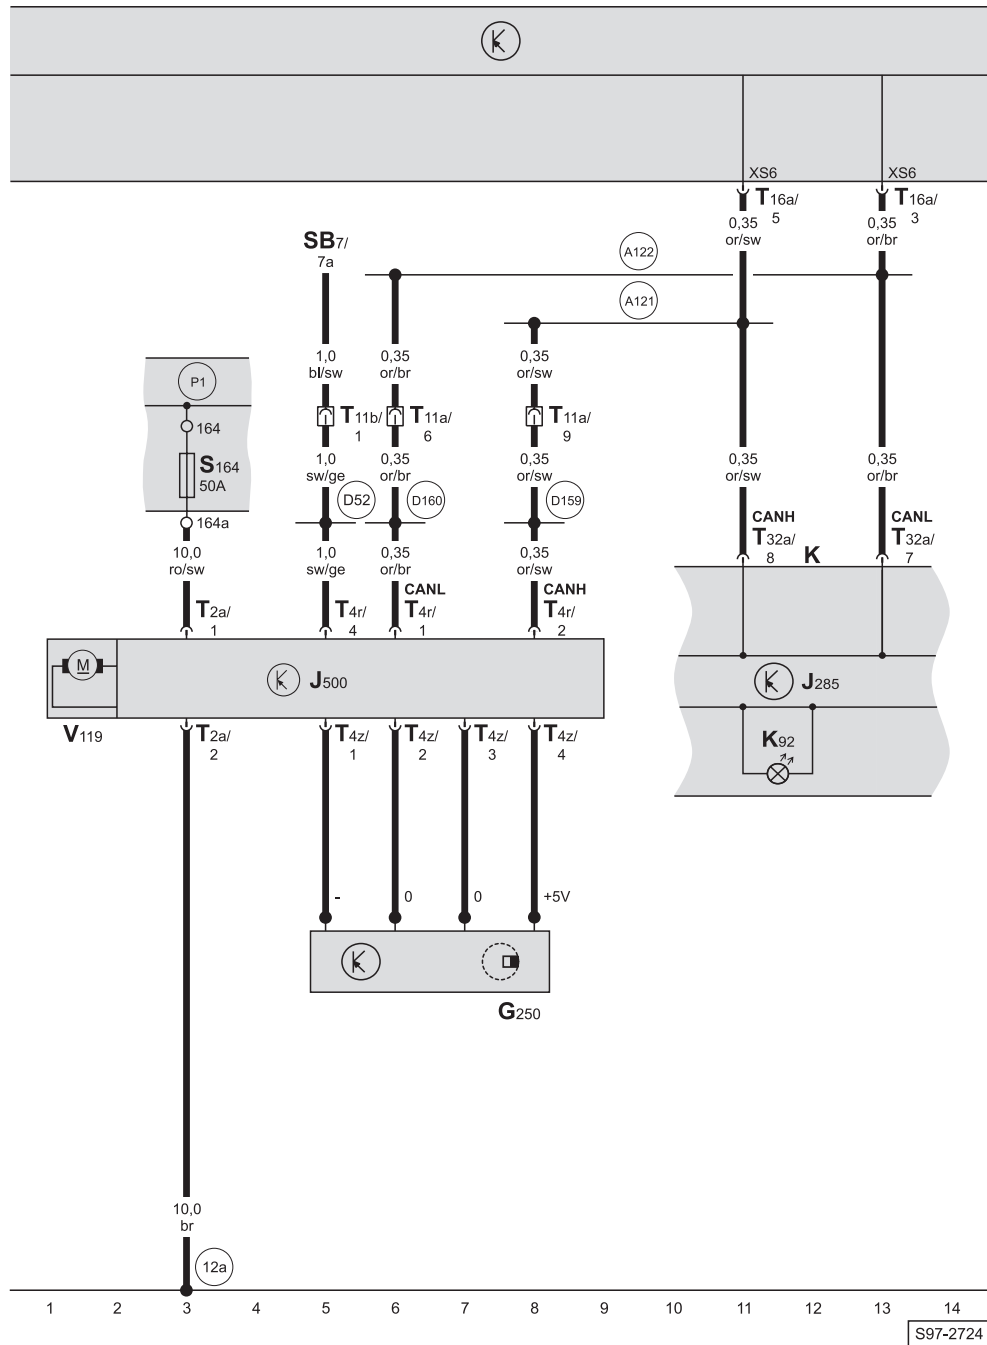 XS6 XS6
T16a/ T16a/
5 3
0,35 0,35
or/sw or/br
SB7/
7a
A122
A121
1,0 0,35 0,35
bl/sw or/br or/sw
P1
164
T11b/ T11a/ T11a/
1 6 9
S164
50A
1,0 0,35 0,35 0,35 0,35
sw/ge or/br or/sw or/sw or/br
D52 D160 D159
164a
CANH CANL
T32a/ K T32a/
8 7
10,0 1,0 0,35 0,35
ro/sw sw/ge or/br or/sw
CANL CANH
T2a/ T4r/ T4r/ T4r/
1 4 1 2
M
J500
J285
V119
T2a/ T4z/ T4z/ T4z/ T4z/
2 1 2 3 4
K92
- 0 0 +5V
G250
10,0
br
12a
1 2 3 4 5 6 7 8 9 10 11 12 13 14
S97-2724